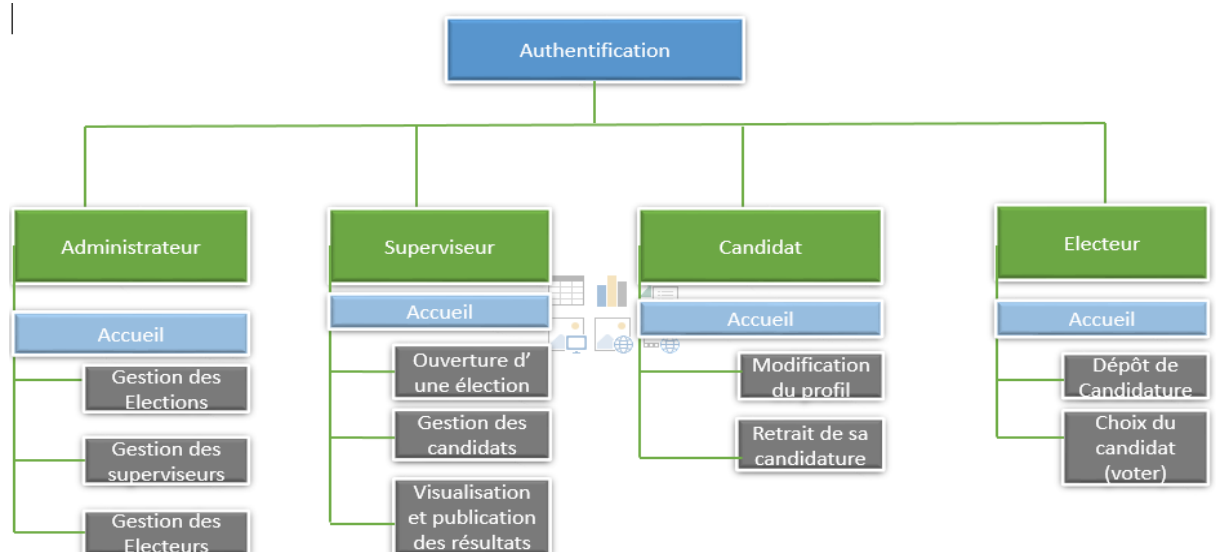 Authentification
Administrateur
Accueil
Gestion des
Elections
Gestion des
superviseurs
Gestion des
Electeurs
Superviseur
Accueil
Ouverture d’
une élection
Gestion des
candidats
Visualisation
et publication
des résultats
Candidat
Accueil
Modification
du profil
Retrait de sa
candidature
Electeur
Accueil
Dépôt de
Candidature
Choix du
candidat
(voter)